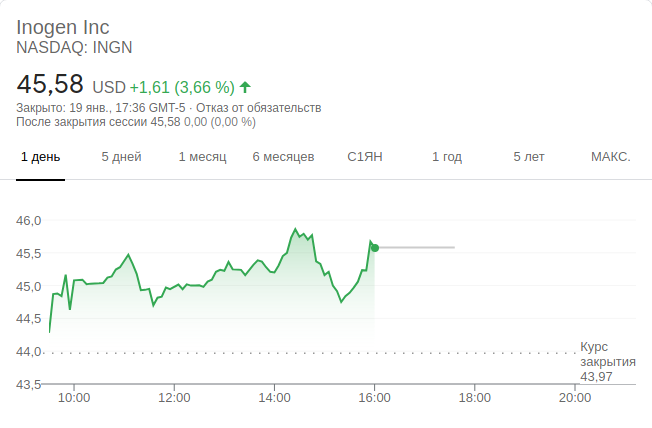 Inogen Inc
NASDAQ: INGN
45,58 USD +1,61 (3,66 %)
Закрыто: 19 янв., 17:36 GMT-5 · Отказ от обязательств
После закрытия сессии 45,58 0,00 (0,00 %)
1 день 5 дней 1 месяц 6 месяцев С1ЯН 1 год 5 лет МАКС.
46,0
45,5
45,0
44,5
44,0
43,5
Курс
закрытия
43,97
10:00 12:00 14:00 16:00 18:00 20:00